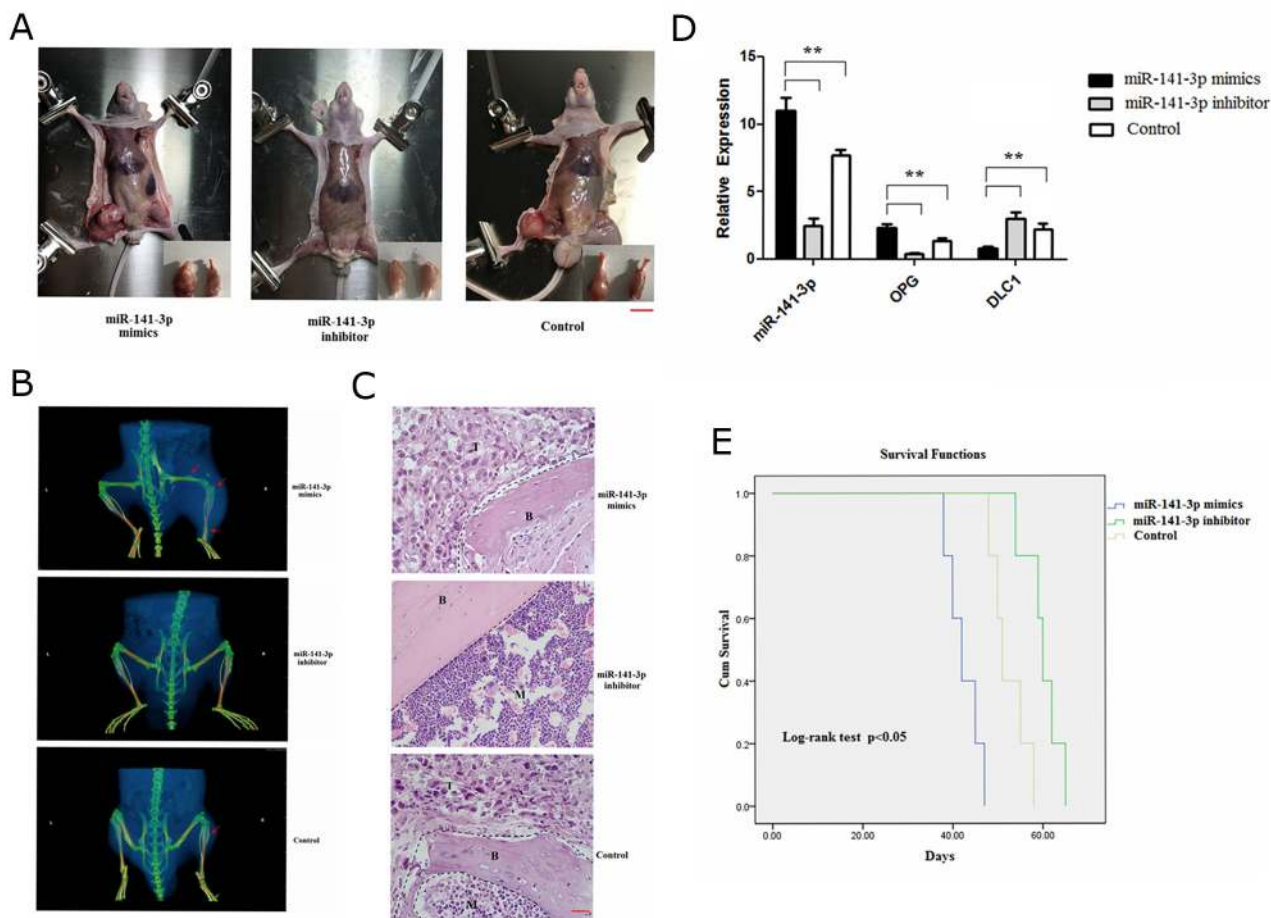 A
miR-141-3p
mimics
miR-141-3p
inhibitor
Control
B
miR-141-3p
mimics
miR-141-3p
inhibitor
Control
C
T
B
miR-141-3p
mimics
B
M
miR-141-3p
inhibitor
T
B
M
Control
D
15
10
5
0
Relative Expression
**
**
**
miR-141-3p
OPG
DLC1
miR-141-3p mimics
miR-141-3p inhibitor
Control
E
Survival Functions
1.0
0.8
0.6
0.4
0.2
0.0
Cum Survival
Log-rank test p<0.05
0.00 20.00 40.00 60.00
Days
miR-141-3p mimics
miR-141-3p inhibitor
Control